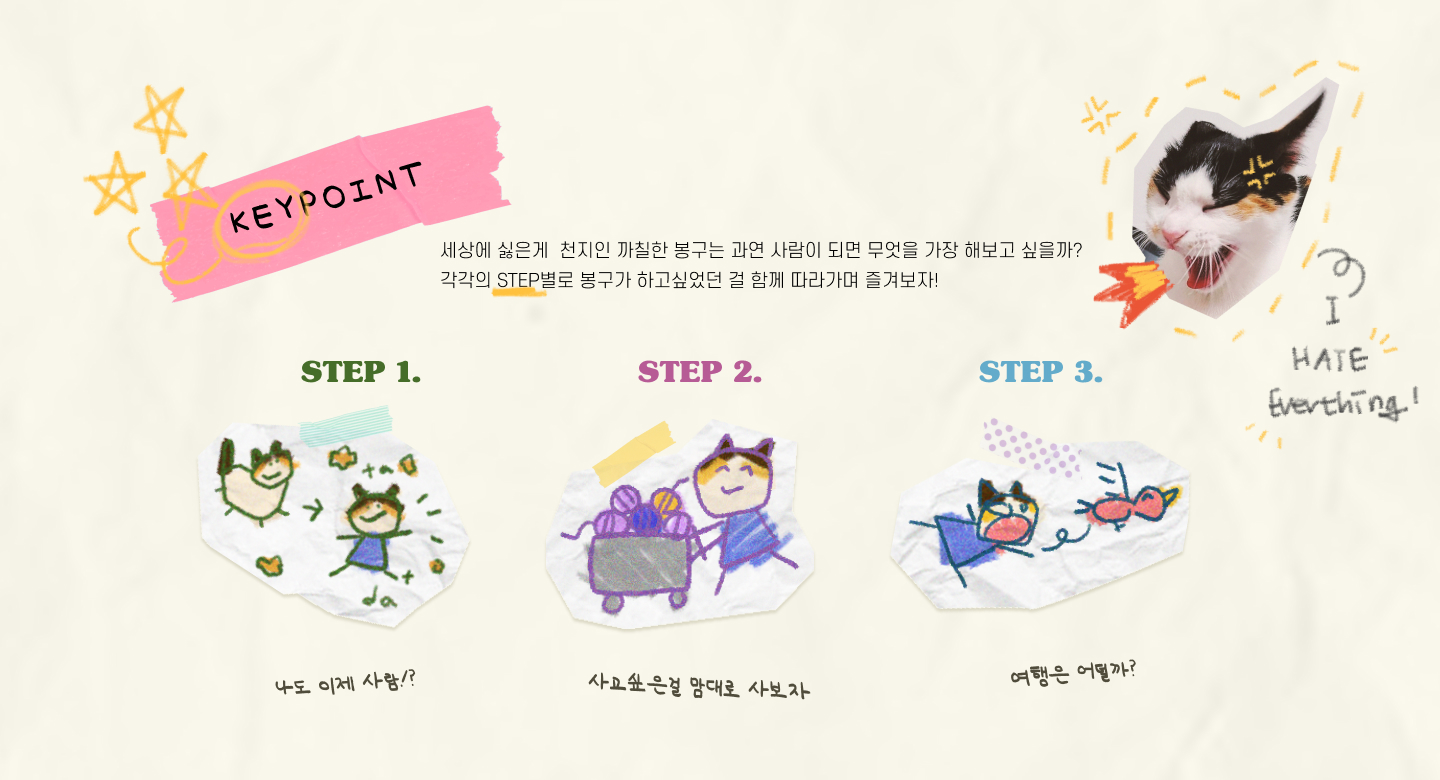 KEYPOINT
세상에 싫은게 천지인 까칠한 봉구는 과연 사람이 되면 무엇을 가장 해보고 싶을까?
각각의 STEP별로 봉구가 하고싶었던 걸 함께 따라가며 즐겨보자!
I
HATE
Everthing!
STEP 1.
STEP 2.
STEP 3.
+a
+
da
나도 이제 사람!?
사고싶은걸 맘대로 사보자
여행은 어떨까?